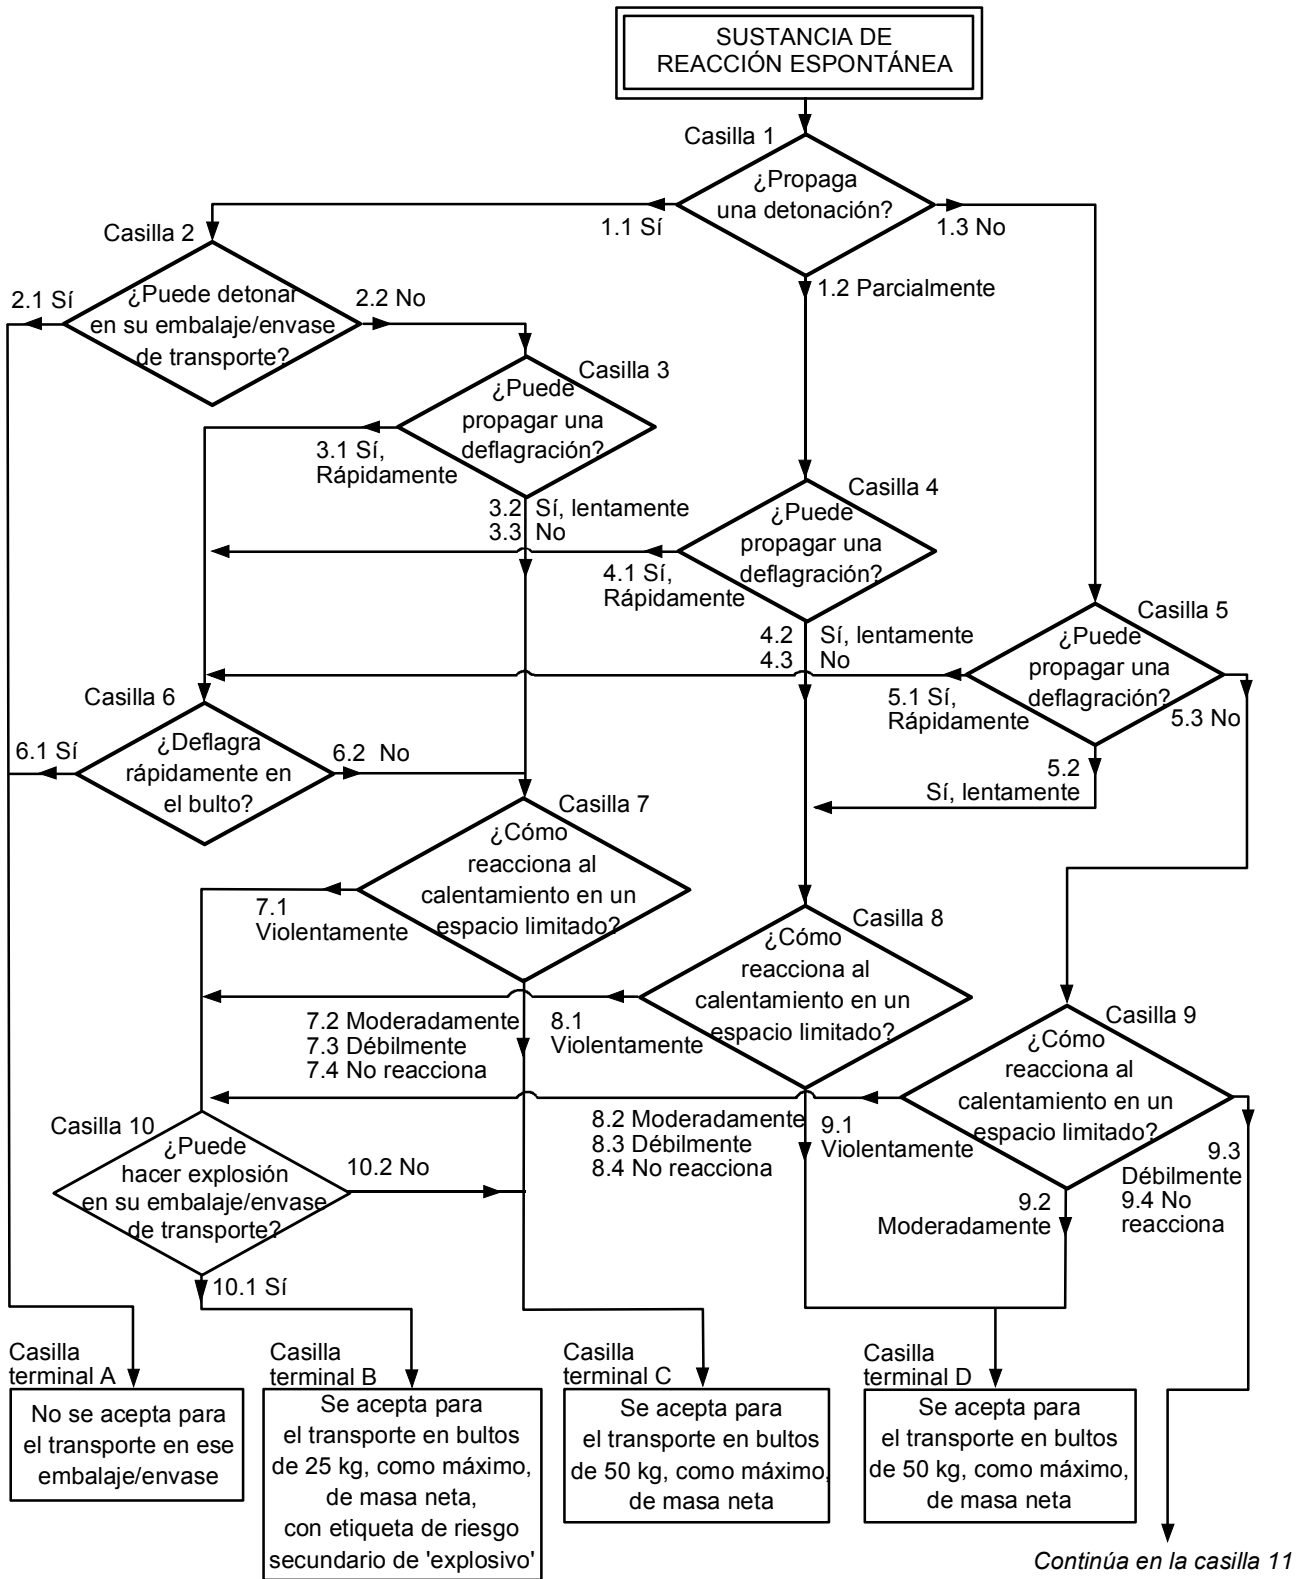 SUSTANCIA DE
REACCIÓN ESPONTÁNEA
Casilla 1
¿Propaga
una detonación?
1.1 Sí
1.3 No
1.2 Parcialmente
Casilla 2
¿Puede detonar
en su embalaje/envase
de transporte?
2.1 Sí
2.2 No
Casilla 3
¿Puede
propagar una
deflagración?
3.1 Sí,
Rápidamente
3.2 Sí, lentamente
3.3 No
Casilla 4
¿Puede
propagar una
deflagración?
4.1 Sí,
Rápidamente
4.2 Sí, lentamente
4.3 No
Casilla 5
¿Puede
propagar una
deflagración?
5.1 Sí,
Rápidamente
5.3 No
5.2
Sí, lentamente
Casilla 6
¿Deflagra
rápidamente en
el bulto?
6.1 Sí
6.2 No
Casilla 7
¿Cómo
reacciona al
calentamiento en un
espacio limitado?
7.1
Violentamente
7.2 Moderadamente
7.3 Débilmente
7.4 No reacciona
Casilla 8
¿Cómo
reacciona al
calentamiento en un
espacio limitado?
8.1
Violentamente
8.2 Moderadamente
8.3 Débilmente
8.4 No reacciona
Casilla 9
¿Cómo
reacciona al
calentamiento en un
espacio limitado?
9.1
Violentamente
9.2
Moderadamente
9.3
Débilmente
9.4 No
reacciona
Casilla 10
¿Puede
hacer explosión
en su embalaje/envase
de transporte?
10.2 No
10.1 Sí
Casilla
terminal A
No se acepta para
el transporte en ese
embalaje/envase
Casilla
terminal B
Se acepta para
el transporte en bultos
de 25 kg, como máximo,
de masa neta,
con etiqueta de riesgo
secundario de 'explosivo'
Casilla
terminal C
Se acepta para
el transporte en bultos
de 50 kg, como máximo,
de masa neta
Casilla
terminal D
Se acepta para
el transporte en bultos
de 50 kg, como máximo,
de masa neta
Continúa en la casilla 11